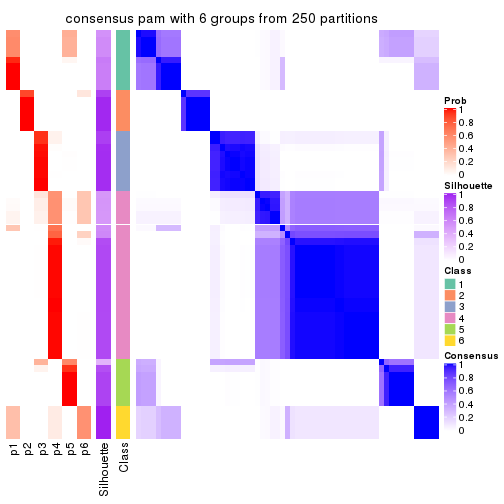 consensus pam with 6 groups from 250 partitions
Prob
1
0.8
0.6
0.4
0.2
0
Silhouette
1
0.8
0.6
0.4
0.2
0
Class
1
2
3
4
5
6
Consensus
1
0.8
0.6
0.4
0.2
0
p1
p2
p3
p4
p5
p6
Silhouette
Class